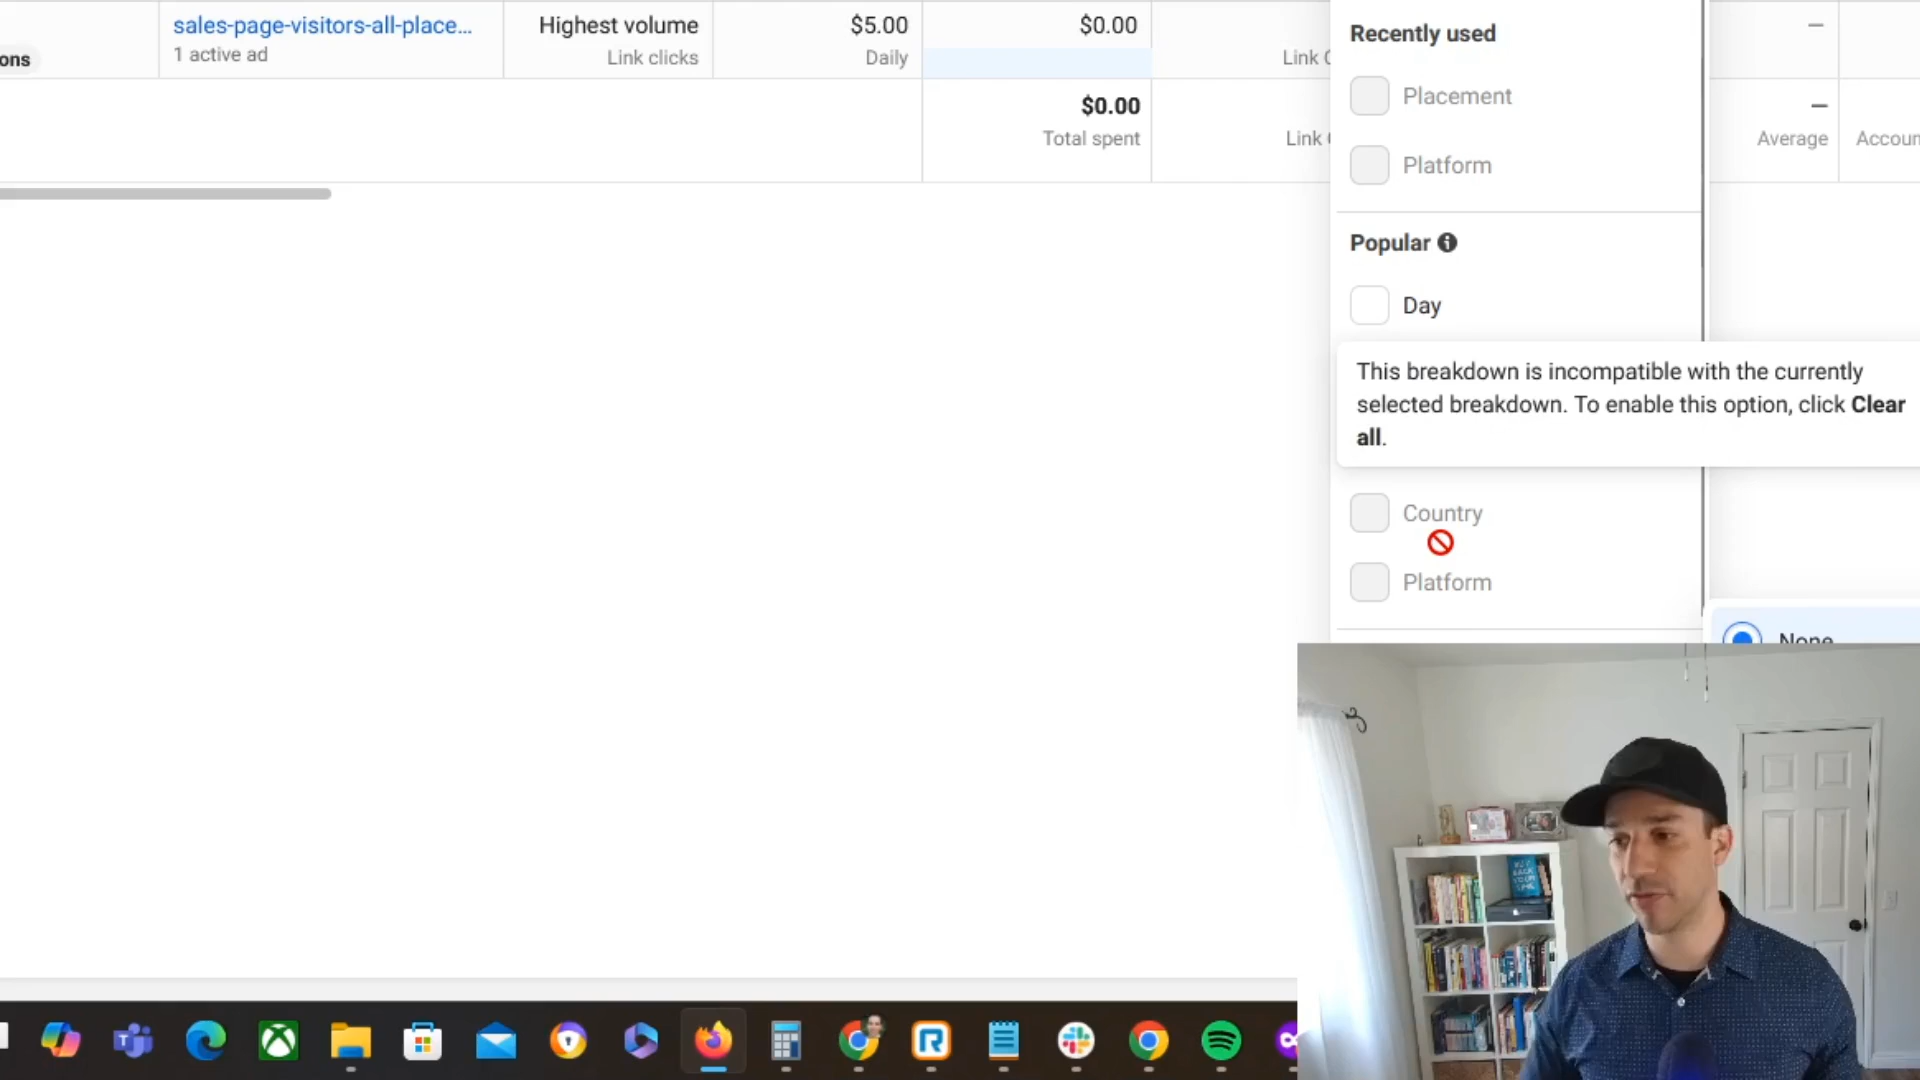 sales-page-visitors-all-place...
1 active ad
ons
Highest volume
Link clicks
$5.00
Daily
$0.00
Link C
—
$0.00
Total spent
Link
—
Average
Accoun
Recently used
Placement
Platform
Popular
Day
This breakdown is incompatible with the currently
selected breakdown. To enable this option, click Clear
all.
Country
Platform
None